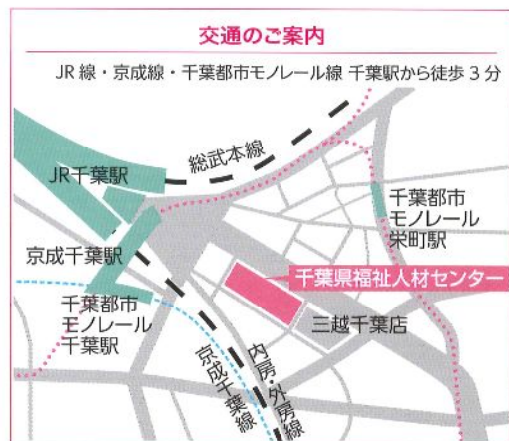 交通のご案内
JR線・京成線・千葉都市モノレール線 千葉駅から徒歩3分
総武本線
JR千葉駅
千葉都市
モノレール
栄町駅
京成千葉駅
千葉県福祉人材センター
千葉都市
モノレール
千葉駅
三越千葉店
京成千葉線
内房・外房線